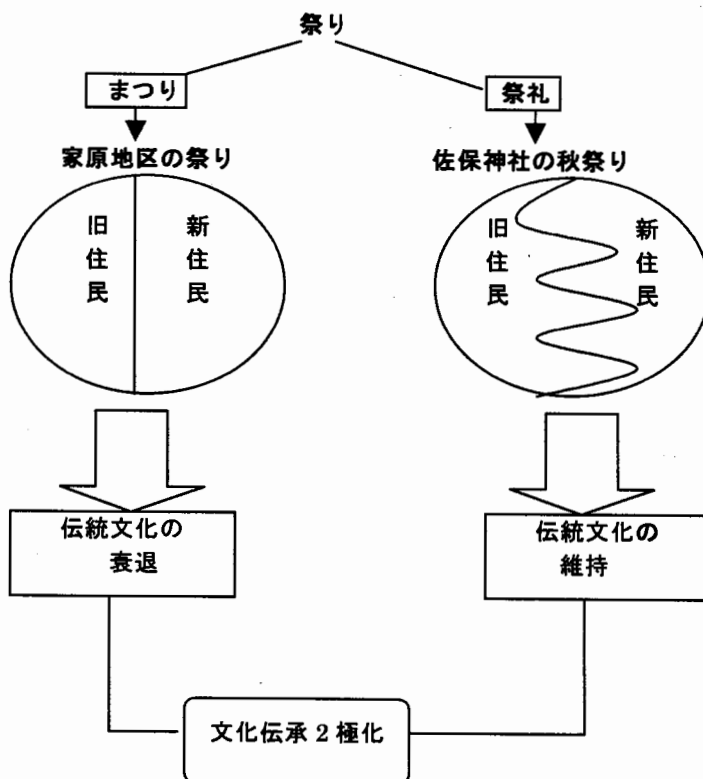 祭り
まつり
祭礼
家原地区の祭り
佐保神社の秋祭り
旧住民
新住民
旧住民
新住民
伝統文化の
衰退
伝統文化の
維持
文化伝承2極化